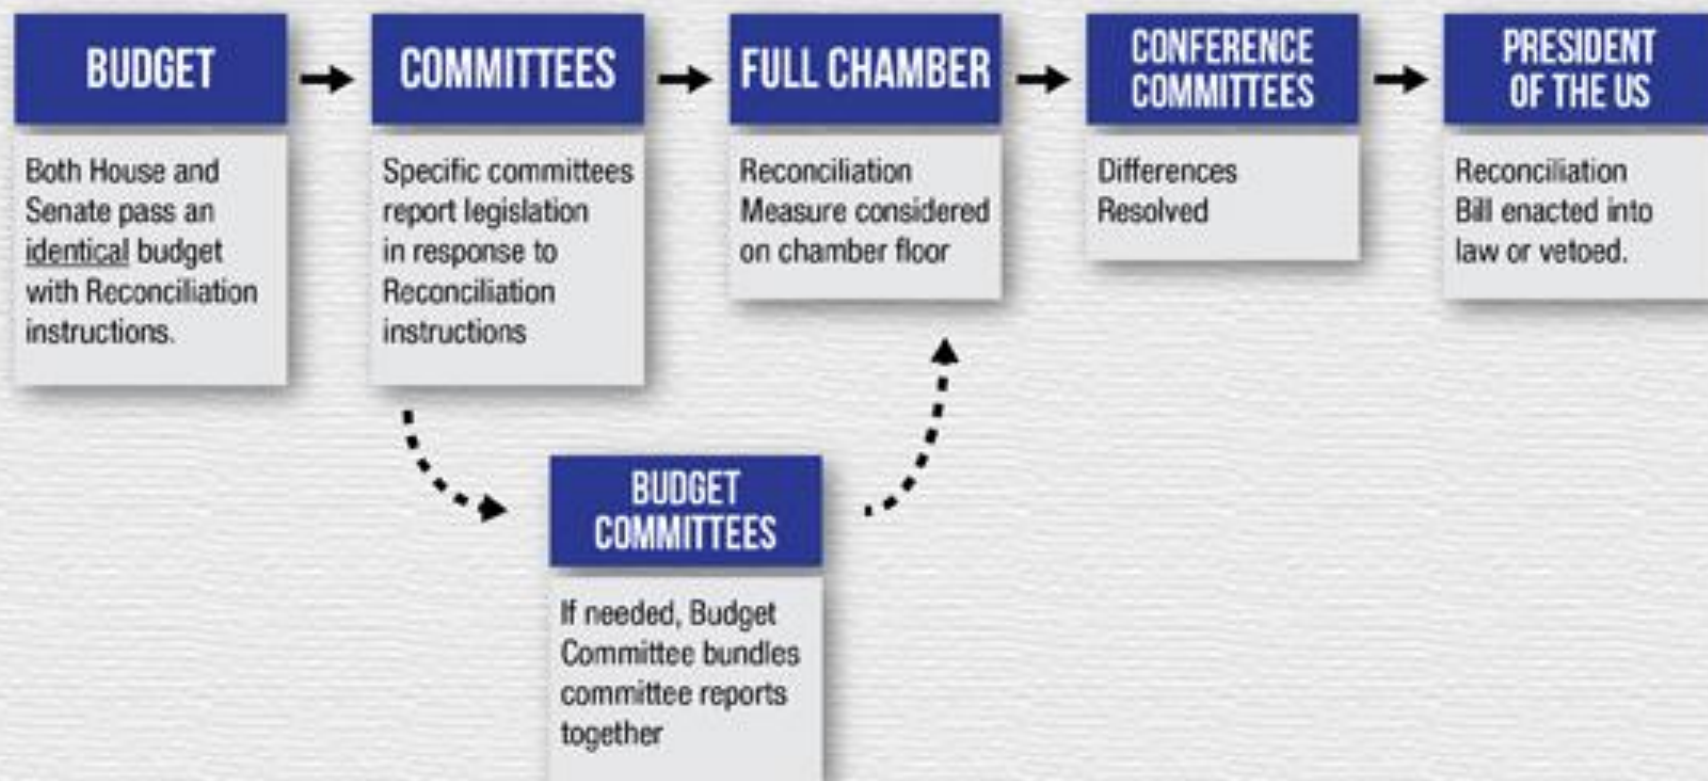 BUDGET
Both House and
Senate pass an
identical budget
with Reconciliation
instructions.
COMMITTEES
Specific committees
report legislation
in response to
Reconciliation
instructions
FULL CHAMBER
Reconciliation
Measure considered
on chamber floor
CONFERENCE
COMMITTEES
Differences
Resolved
PRESIDENT
OF THE US
Reconciliation
Bill enacted into
law or vetoed.
BUDGET
COMMITTEES
If needed, Budget
Committee bundles
committee reports
together